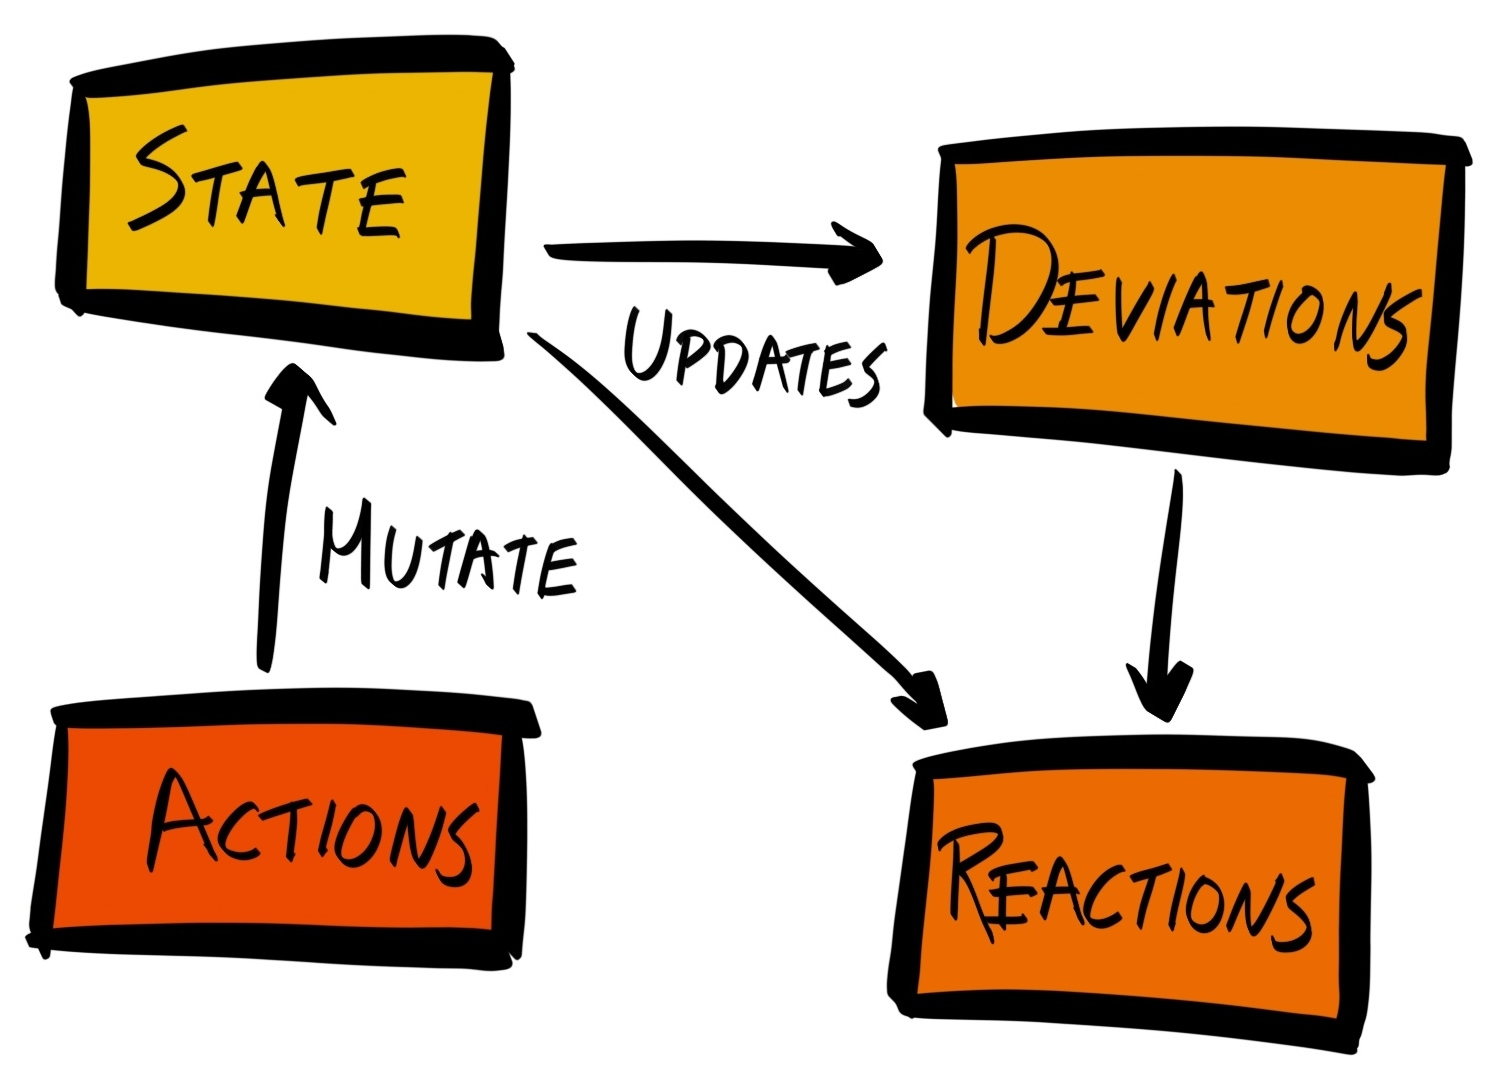 STATE
DEVIATIONS
UPDATES
MUTATE
ACTIONS
REACTIONS